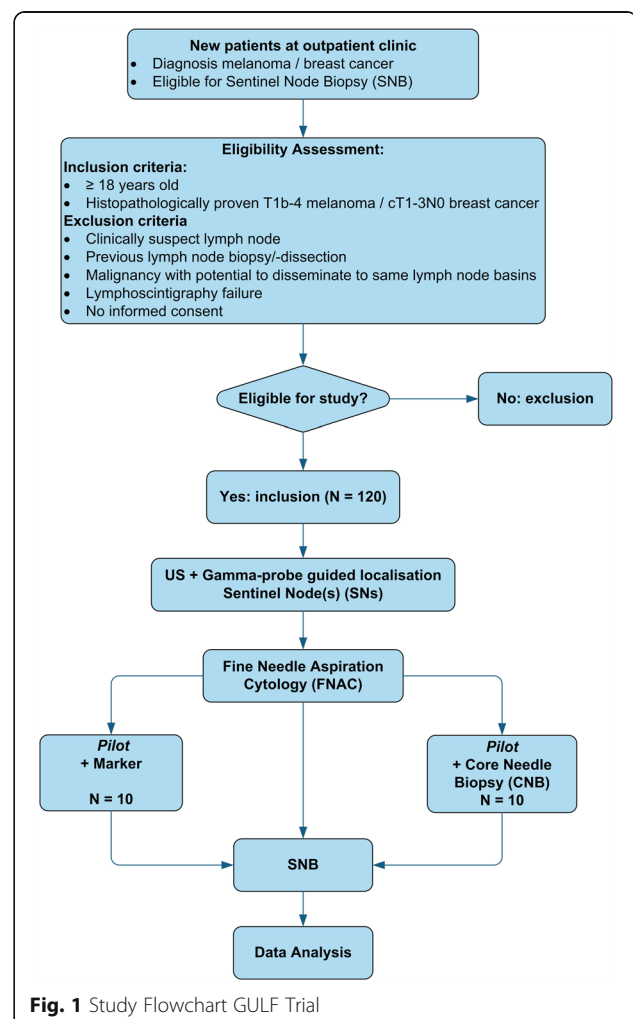 New patients at outpatient clinic
• Diagnosis melanoma / breast cancer
• Eligible for Sentinel Node Biopsy (SNB)
Eligibility Assessment:
Inclusion criteria:
• ≥ 18 years old
• Histopathologically proven T1b-4 melanoma / cT1-3N0 breast cancer
Exclusion criteria
• Clinically suspect lymph node
• Previous lymph node biopsy/-dissection
• Malignancy with potential to disseminate to same lymph node basins
• Lymphoscintigraphy failure
• No informed consent
Eligible for study?
No: exclusion
Yes: inclusion (N = 120)
US + Gamma-probe guided localisation
Sentinel Node(s) (SNs)
Fine Needle Aspiration
Cytology (FNAC)
Pilot
+ Marker
N = 10
Pilot
+ Core Needle
Biopsy (CNB)
N = 10
SNB
Data Analysis
Fig. 1 Study Flowchart GULF Trial